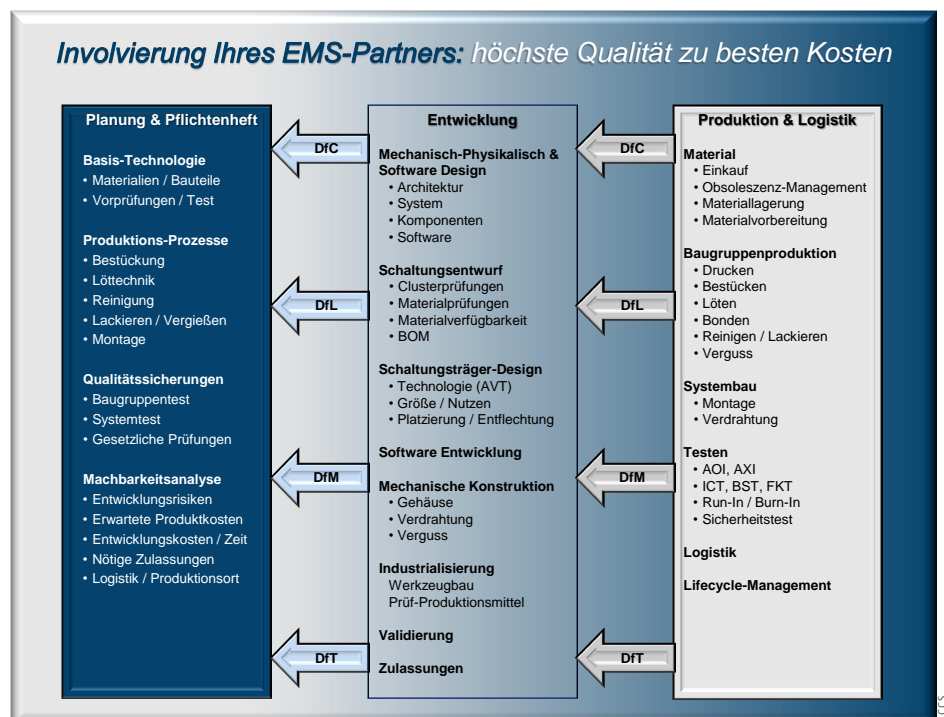 Involvierung Ihres EMS-Partners: höchste Qualität zu besten Kosten
Planung & Pflichtenheft
Basis-Technologie
• Materialien / Bauteile
• Vorprüfungen / Test
Produktions-Prozesse
• Bestückung
• Löttechnik
• Reinigung
• Lackieren / Vergießen
• Montage
Qualitätssicherungen
• Baugruppentest
• Systemtest
• Gesetzliche Prüfungen
Machbarkeitsanalyse
• Entwicklungsrisiken
• Erwartete Produktkosten
• Entwicklungskosten / Zeit
• Nötige Zulassungen
• Logistik / Produktionsort
DfC
DfL
DfM
DfT
Entwicklung
Mechanisch-Physikalisch &
Software Design
• Architektur
• System
• Komponenten
• Software
Schaltungsentwurf
• Clusterprüfungen
• Materialprüfungen
• Materialverfügbarkeit
• BOM
Schaltungsträger-Design
• Technologie (AVT)
• Größe / Nutzen
• Platzierung / Entflechtung
Software Entwicklung
Mechanische Konstruktion
• Gehäuse
• Verdrahtung
• Verguss
Industrialisierung
Werkzeugbau
Prüf-Produktionsmittel
Validierung
Zulassungen
DfC
DfL
DfM
DfT
Produktion & Logistik
Material
• Einkauf
• Obsoleszenz-Management
• Materiallagerung
• Materialvorbereitung
Baugruppenproduktion
• Drucken
• Bestücken
• Löten
• Bonden
• Reinigen / Lackieren
• Verguss
Systembau
• Montage
• Verdrahtung
Testen
• AOI, AXI
• ICT, BST, FKT
• Run-In / Burn-In
• Sicherheitstest
Logistik
Lifecycle-Management